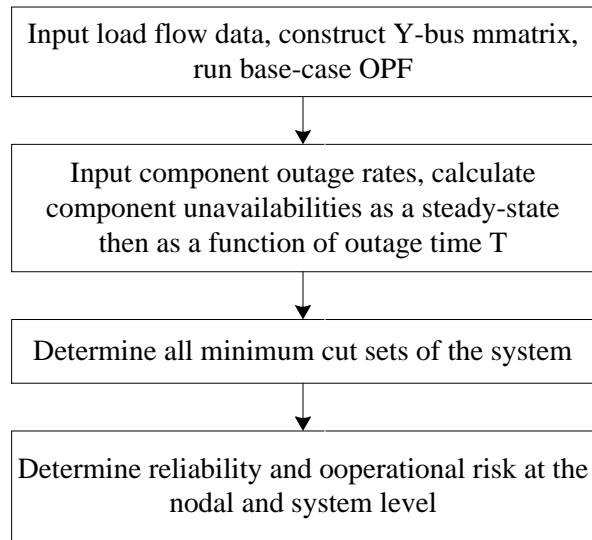 Input load flow data, construct Y-bus mmatrix,
run base-case OPF
Input component outage rates, calculate
component unavailabilities as a steady-state
then as a function of outage time T
Determine all minimum cut sets of the system
Determine reliability and ooperational risk at the
nodal and system level